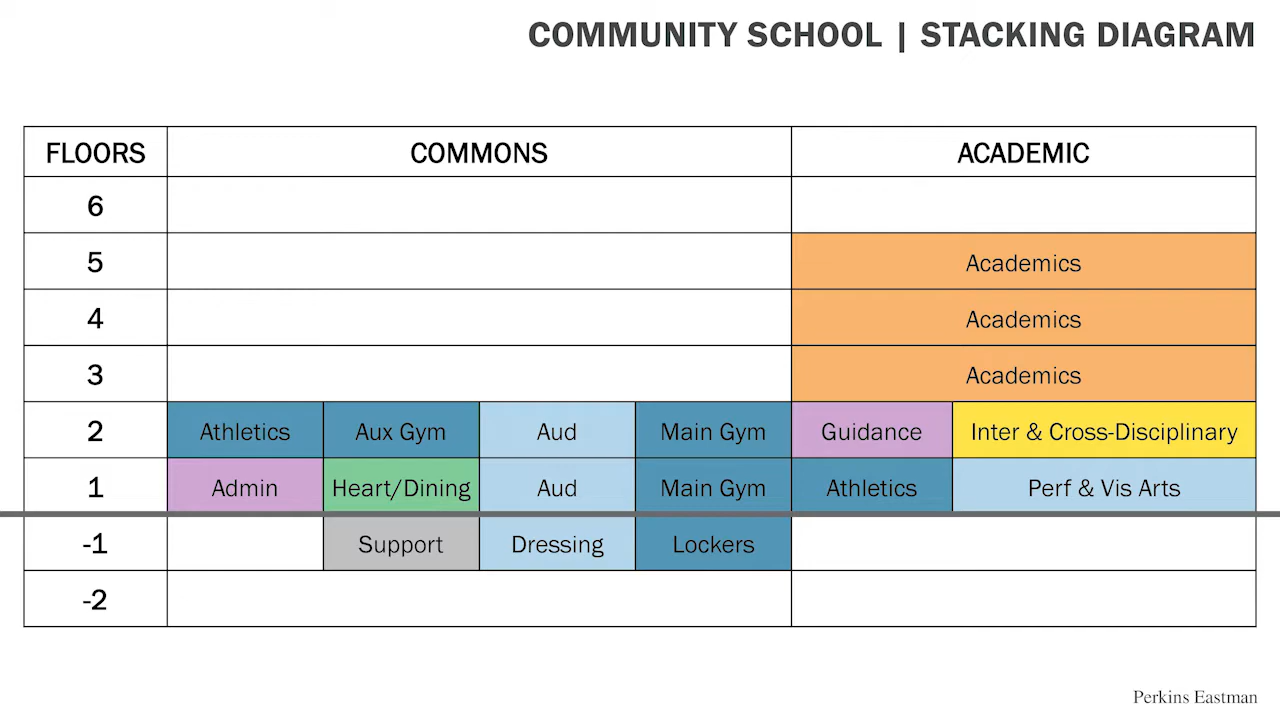 COMMUNITY SCHOOL | STACKING DIAGRAM
FLOORS COMMONS ACADEMIC
6
5 Academics
4 Academics
3 Academics
2 Athletics Aux Gym Aud Main Gym Guidance Inter & Cross-Disciplinary
1 Admin Heart/Dining Aud Main Gym Athletics Perf & Vis Arts
-1 Support Dressing Lockers
-2
Perkins Eastman